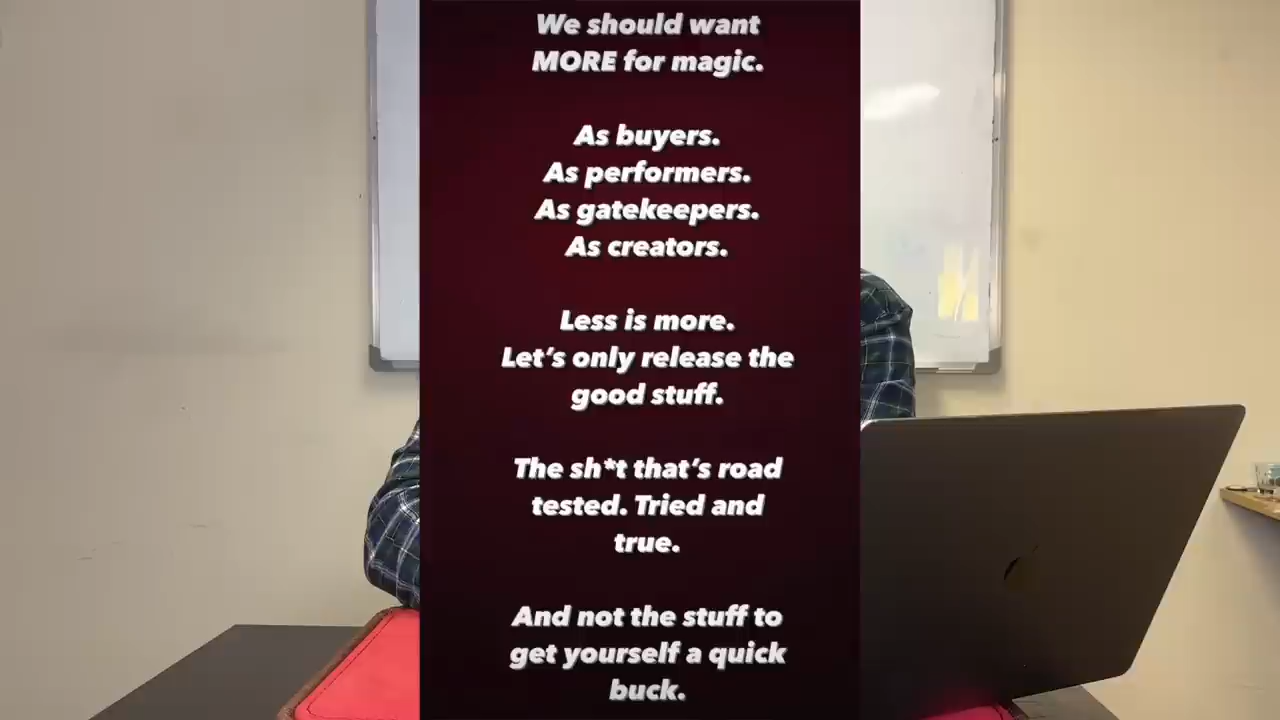 We should want
MORE for magic.
As buyers.
As performers.
As gatekeepers.
As creators.
Less is more.
Let's only release the
good stuff.
The sh*t that's road
tested. Tried and
true.
And not the stuff to
get yourself a quick
buck.